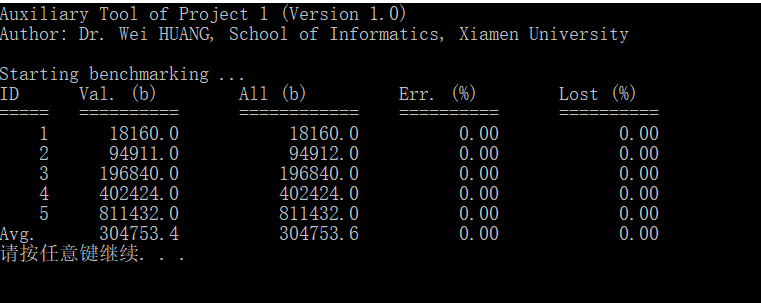 Auxiliary Tool of Project 1 (Version 1.0)
Author: Dr. Wei HUANG, School of Informatics, Xiamen University
Starting benchmarking ...
ID Val. (b) All (b) Err. (%) Lost (%)
===== ========== ============ ========== ==========
1 18160.0 18160.0 0.00 0.00
2 94911.0 94912.0 0.00 0.00
3 196840.0 196840.0 0.00 0.00
4 402424.0 402424.0 0.00 0.00
5 811432.0 811432.0 0.00 0.00
Avg. 304753.4 304753.6 0.00 0.00
请按任意键继续. . .